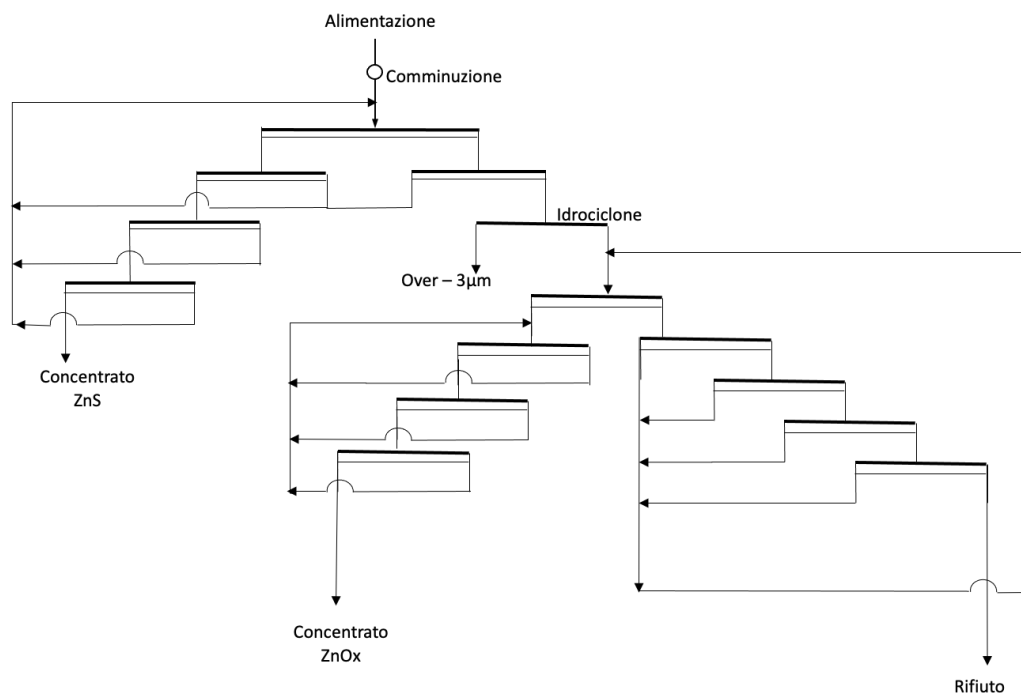 Alimentazione
Comminuzione
Idrociclone
Over – 3µm
Concentrato
ZnS
Concentrato
ZnOx
Rifiuto